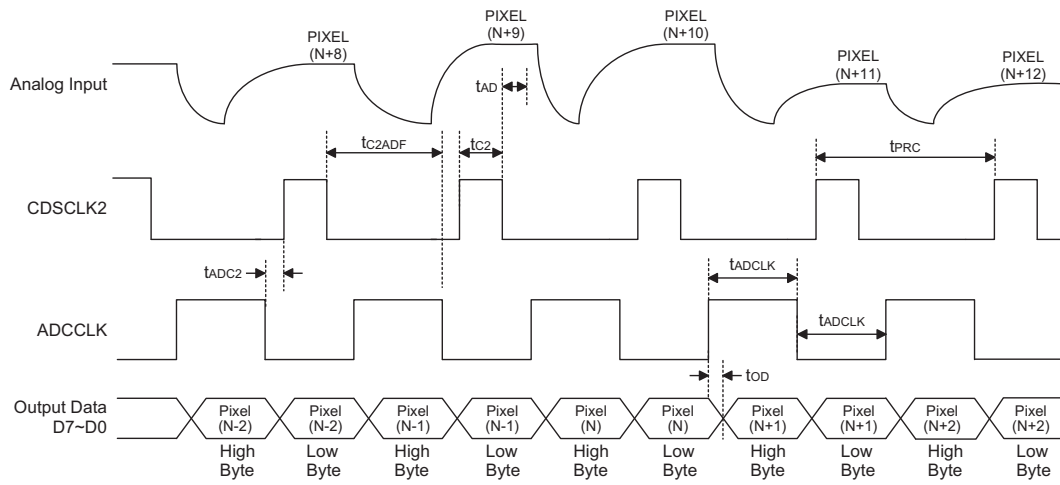 PIXEL
(N+8)
PIXEL
(N+9)
PIXEL
(N+10)
PIXEL
(N+11)
PIXEL
(N+12)
Analog Input
tAD
tC2ADF
tC2
tPRC
CDSCLK2
tADC2
tADCLK
ADCCLK
tADCLK
tOD
Output Data
D7~D0
Pixel
(N-2)
Pixel
(N-2)
Pixel
(N-1)
Pixel
(N-1)
Pixel
(N)
Pixel
(N)
Pixel
(N+1)
Pixel
(N+1)
Pixel
(N+2)
Pixel
(N+2)
High
Byte
Low
Byte
High
Byte
Low
Byte
High
Byte
Low
Byte
High
Byte
Low
Byte
High
Byte
Low
Byte